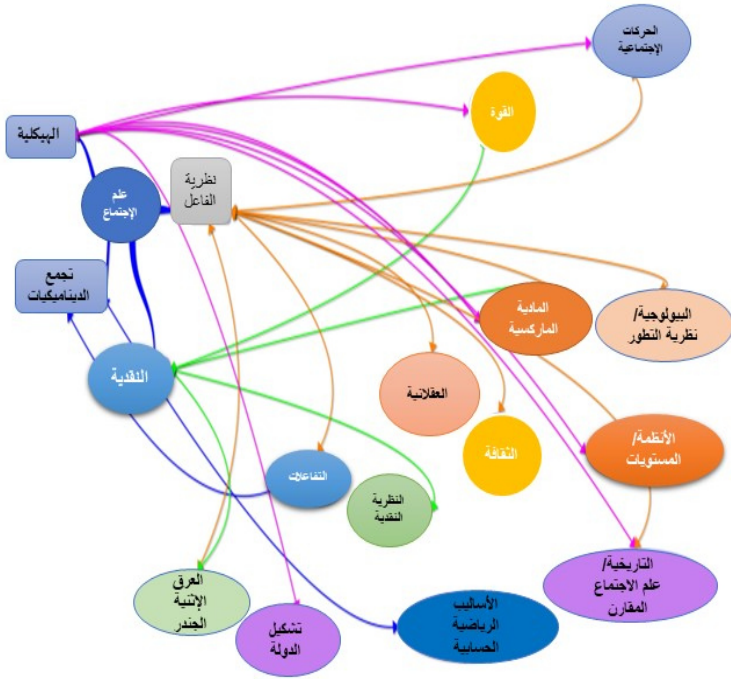 الحركات
الإجتماعية
القوة
الهيكلية
نظرية
الفاعل
علم
الإجتماع
تجمع
الديناميكيات
المادية
الماركسية
البيولوجية/
نظرية التطور
النقدية
العقلانية
الثقافة
الأنظمة/
المستويات
التفاعلات
النظرية
النقدية
التاريخية/
علم الاجتماع
المقارن
العرق
الإثنية
الجندر
تشكيل
الدولة
الأساليب
الرياضية
الحسابية